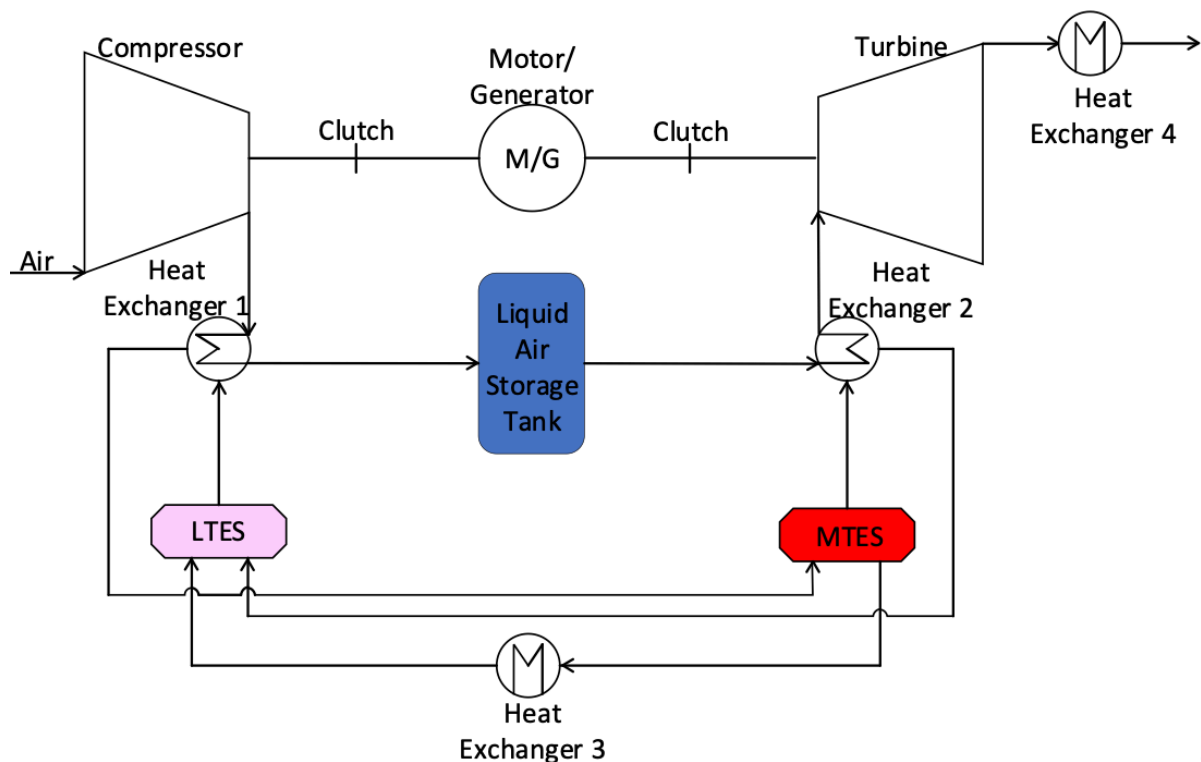 Compressor
Motor/
Generator
Turbine
Heat
Exchanger 4
Clutch
Clutch
M/G
Air
Heat
Exchanger 1
Heat
Exchanger 2
Liquid
Air
Storage
Tank
LTES
MTES
Heat
Exchanger 3